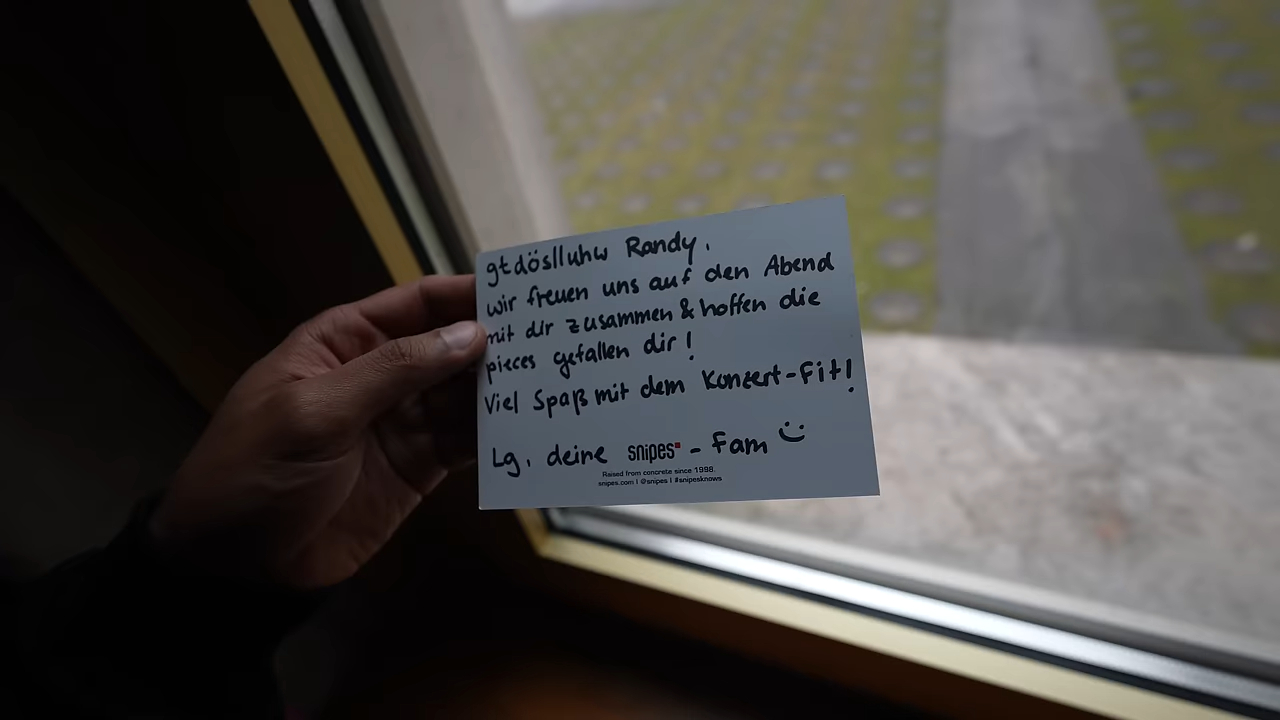 gtdöslluhw Randy,
wir freuen uns auf den Abend
mit dir zusammen & hoffen die
pieces gefallen dir!
Viel Spaß mit dem Konzert-Fit!
Lg, deine snipes - Fam ☺
Raised from concrete since 1998.
snipes.com | @snipes | #snipesknows